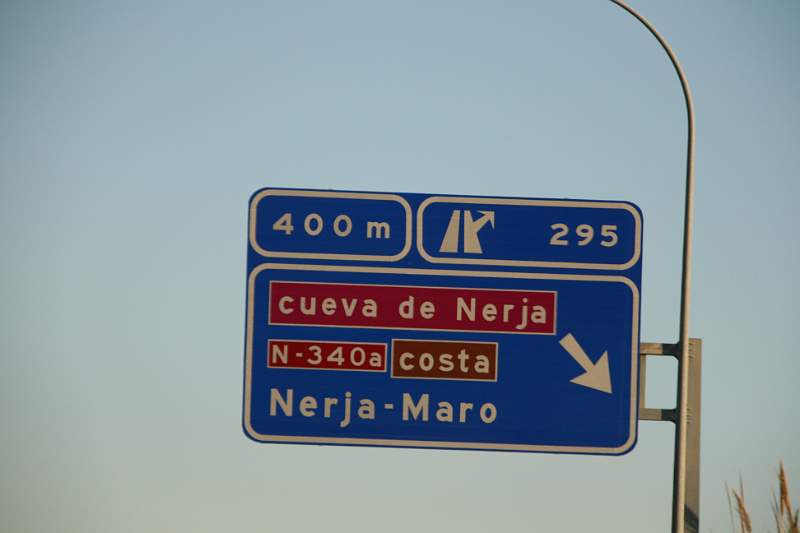 400 m
295
cueva de Nerja
N-340a costa
Nerja-Maro